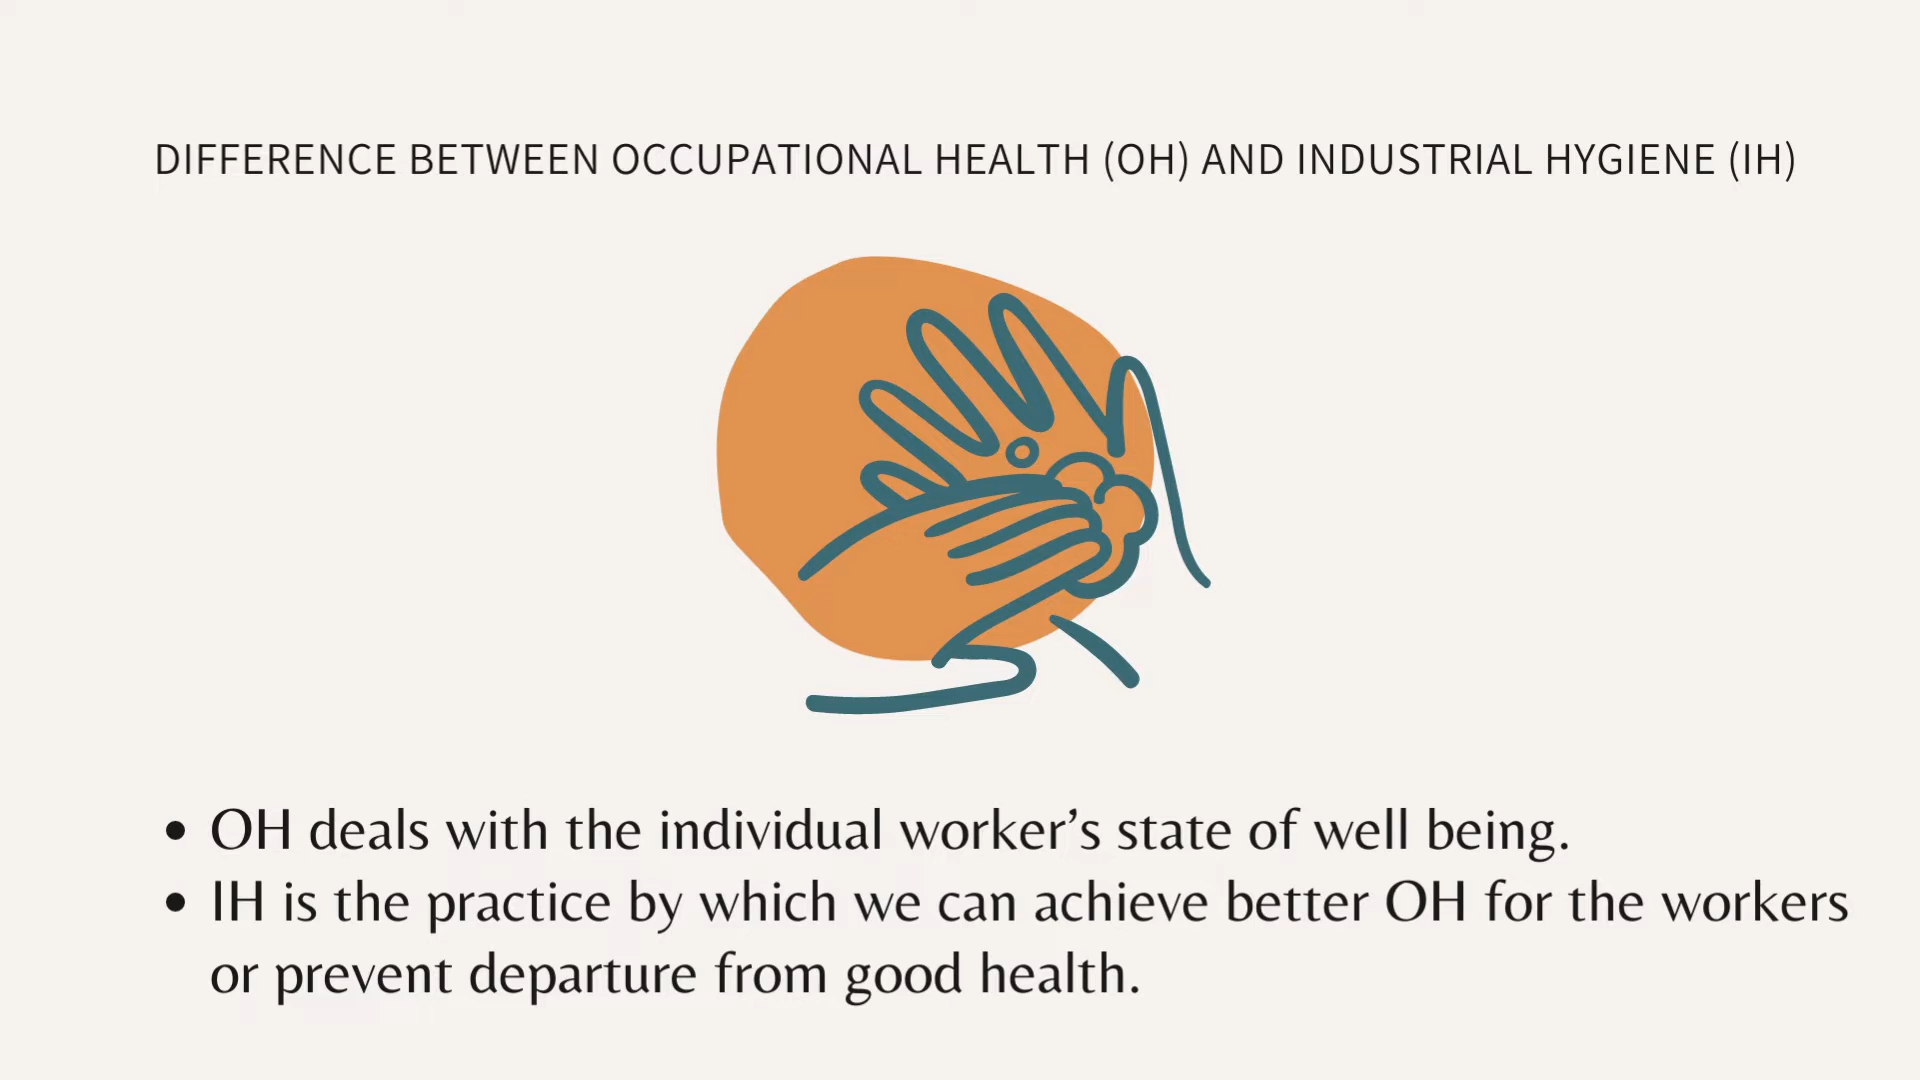 DIFFERENCE BETWEEN OCCUPATIONAL HEALTH (OH) AND INDUSTRIAL HYGIENE (IH)
• OH deals with the individual worker’s state of well being.
• IH is the practice by which we can achieve better OH for the workers
or prevent departure from good health.